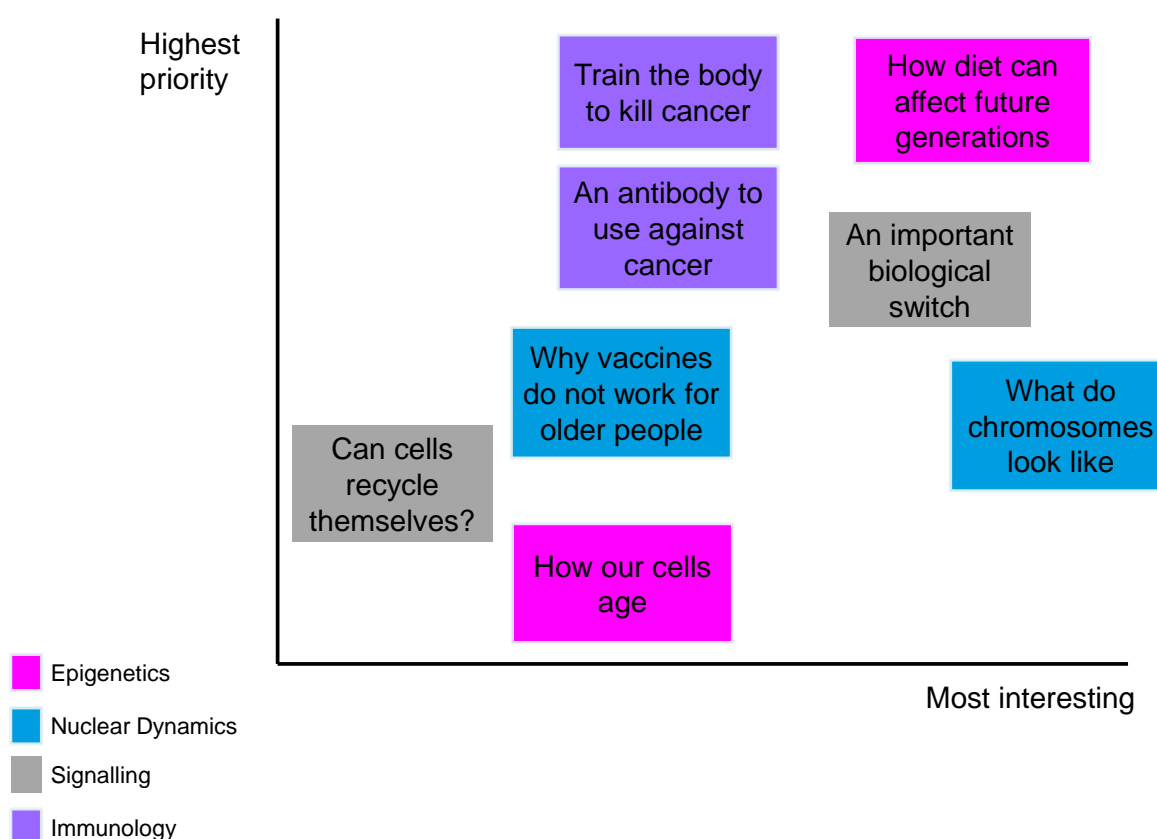 Highest
priority
Train the body
to kill cancer
How diet can
affect future
generations
An antibody to
use against
cancer
An important
biological
switch
Why vaccines
do not work for
older people
What do
chromosomes
look like
Can cells
recycle
themselves?
How our cells
age
Most interesting
Epigenetics
Nuclear Dynamics
Signalling
Immunology